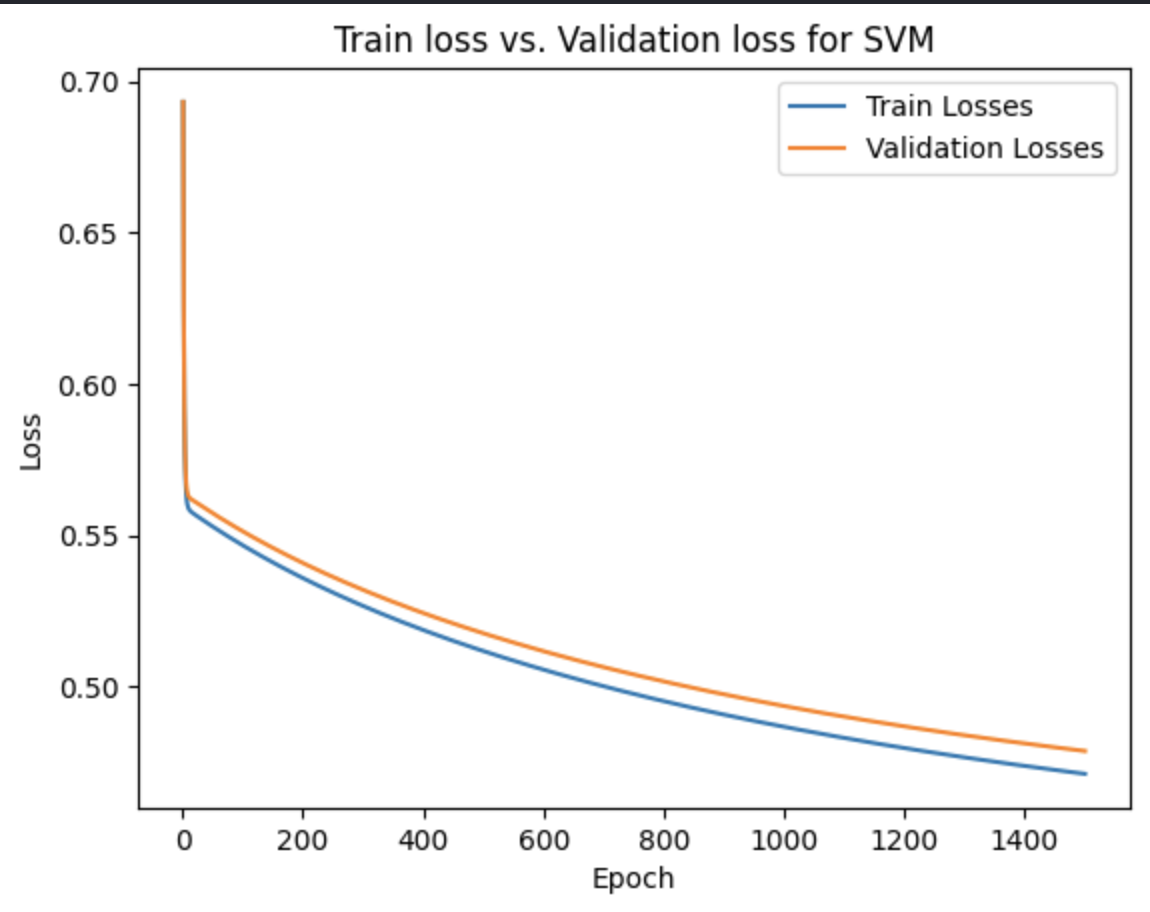 Train loss vs. Validation loss for SVM
Train Losses
Validation Losses
0.70
0.65
0.60
0.55
0.50
Loss
0 200 400 600 800 1000 1200 1400
Epoch